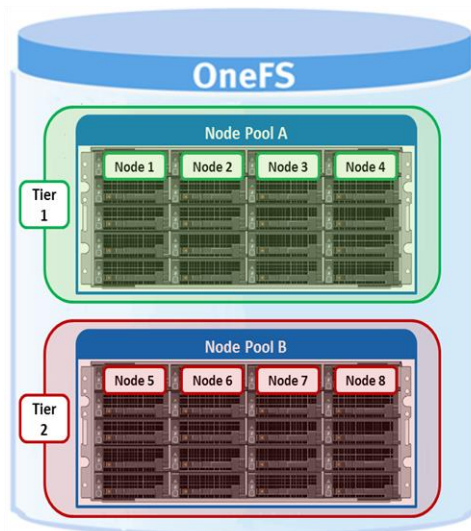 OneFS
Node Pool A
Node 1 Node 2 Node 3 Node 4
Tier
1
Node Pool B
Node 5 Node 6 Node 7 Node 8
Tier
2